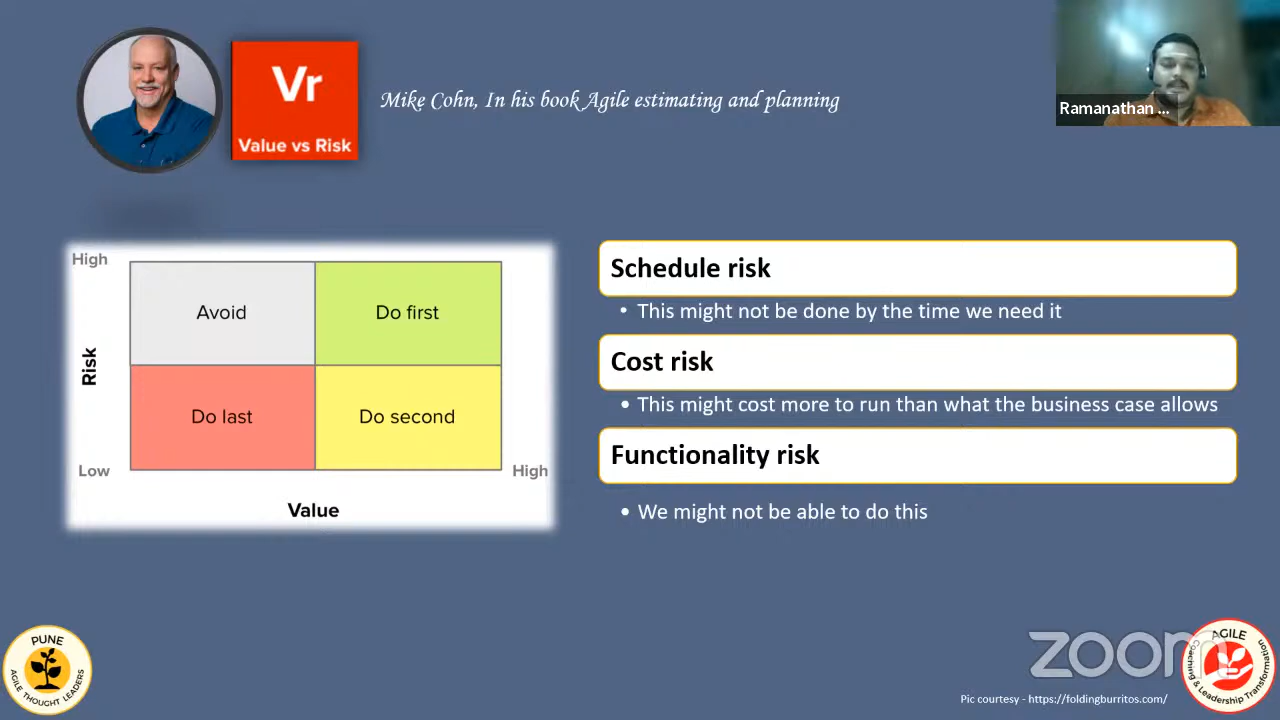 Vr
Value vs Risk
Mike Cohn, In his book Agile estimating and planning
Ramanathan ...
High
Avoid
Do first
Risk
Do last
Do second
Low
High
Value
Schedule risk
• This might not be done by the time we need it
Cost risk
• This might cost more to run than what the business case allows
Functionality risk
• We might not be able to do this
PUNE
AGILE THOUGHT LEADERS
zoom
AGILE
Coaching & Leadership Transformation
Pic courtesy - https://foldingburritos.com/